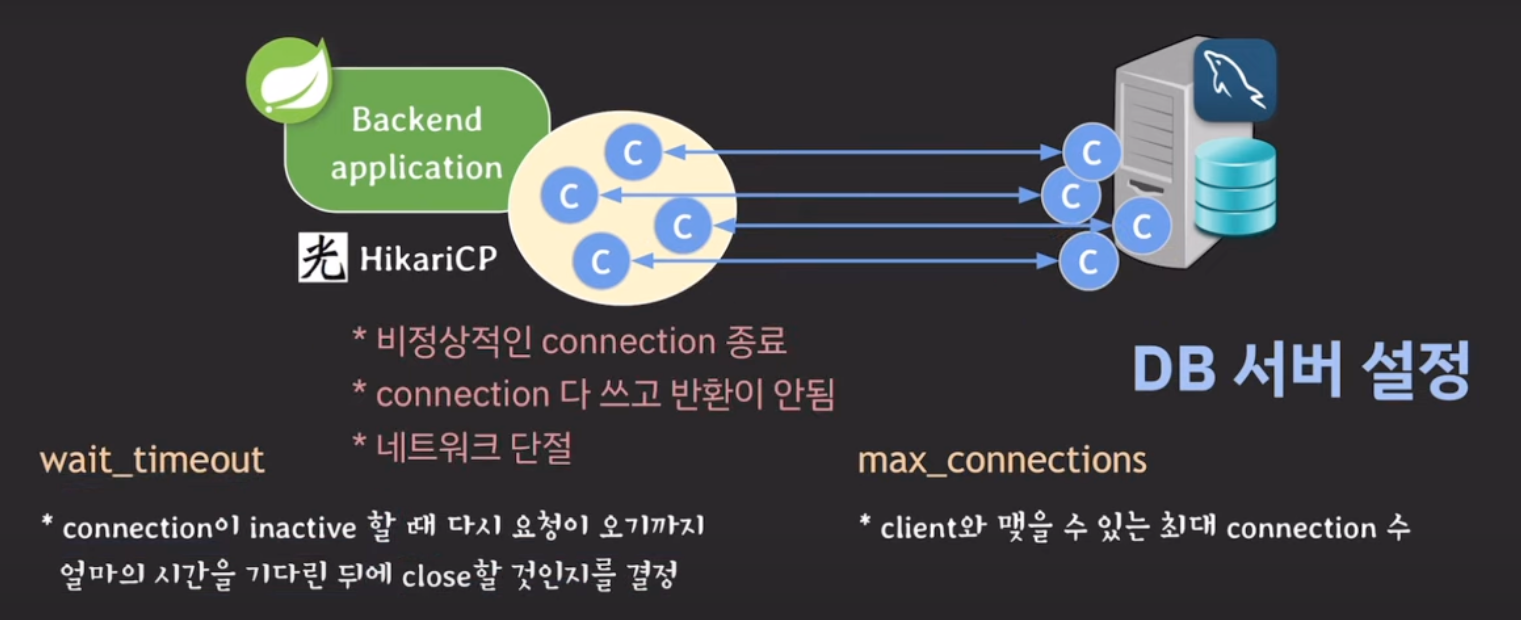 Backend
application
C
C
C
C
C
C
C
C
光 HikariCP
* 비정상적인 connection 종료
* connection 다 쓰고 반환이 안됨
* 네트워크 단절
DB 서버 설정
wait_timeout
* connection이 inactive 할 때 다시 요청이 오기까지
얼마의 시간을 기다린 뒤에 close할 것인지를 결정
max_connections
* client와 맺을 수 있는 최대 connection 수